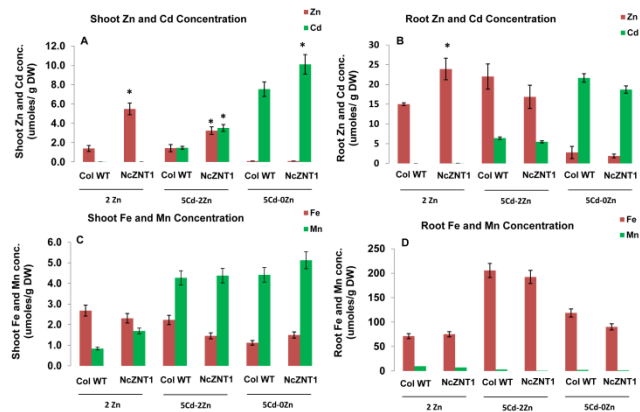 Shoot Zn and Cd Concentration
Zn
Cd
A
Shoot Zn and Cd conc.
(umoles/ g DW)
12.0
10.0
8.0
6.0
4.0
2.0
0.0
*
*
*
*
Col WT
NcZNT1
Col WT
NcZNT1
Col WT
NcZNT1
2 Zn
5Cd-2Zn
5Cd-0Zn
Root Zn and Cd Concentration
Zn
Cd
B
Root Zn and Cd conc.
(umoles/ g DW)
30
25
20
15
10
5
0
*
Col WT
NcZNT1
Col WT
NcZNT1
Col WT
NcZNT1
2 Zn
5Cd-2Zn
5Cd-0Zn
Shoot Fe and Mn Concentration
Fe
Mn
C
Shoot Fe and Mn conc.
(umoles/ g DW)
6.0
5.0
4.0
3.0
2.0
1.0
0.0
Col WT
NcZNT1
Col WT
NcZNT1
Col WT
NcZNT1
2 Zn
5Cd-2Zn
5Cd-0Zn
Root Fe and Mn Concentration
Fe
Mn
D
Root Fe and Mn conc.
(umoles/ g DW)
250
200
150
100
50
0
Col WT
NcZNT1
Col WT
NcZNT1
Col WT
NcZNT1
2 Zn
5Cd-2Zn
5Cd-0Zn